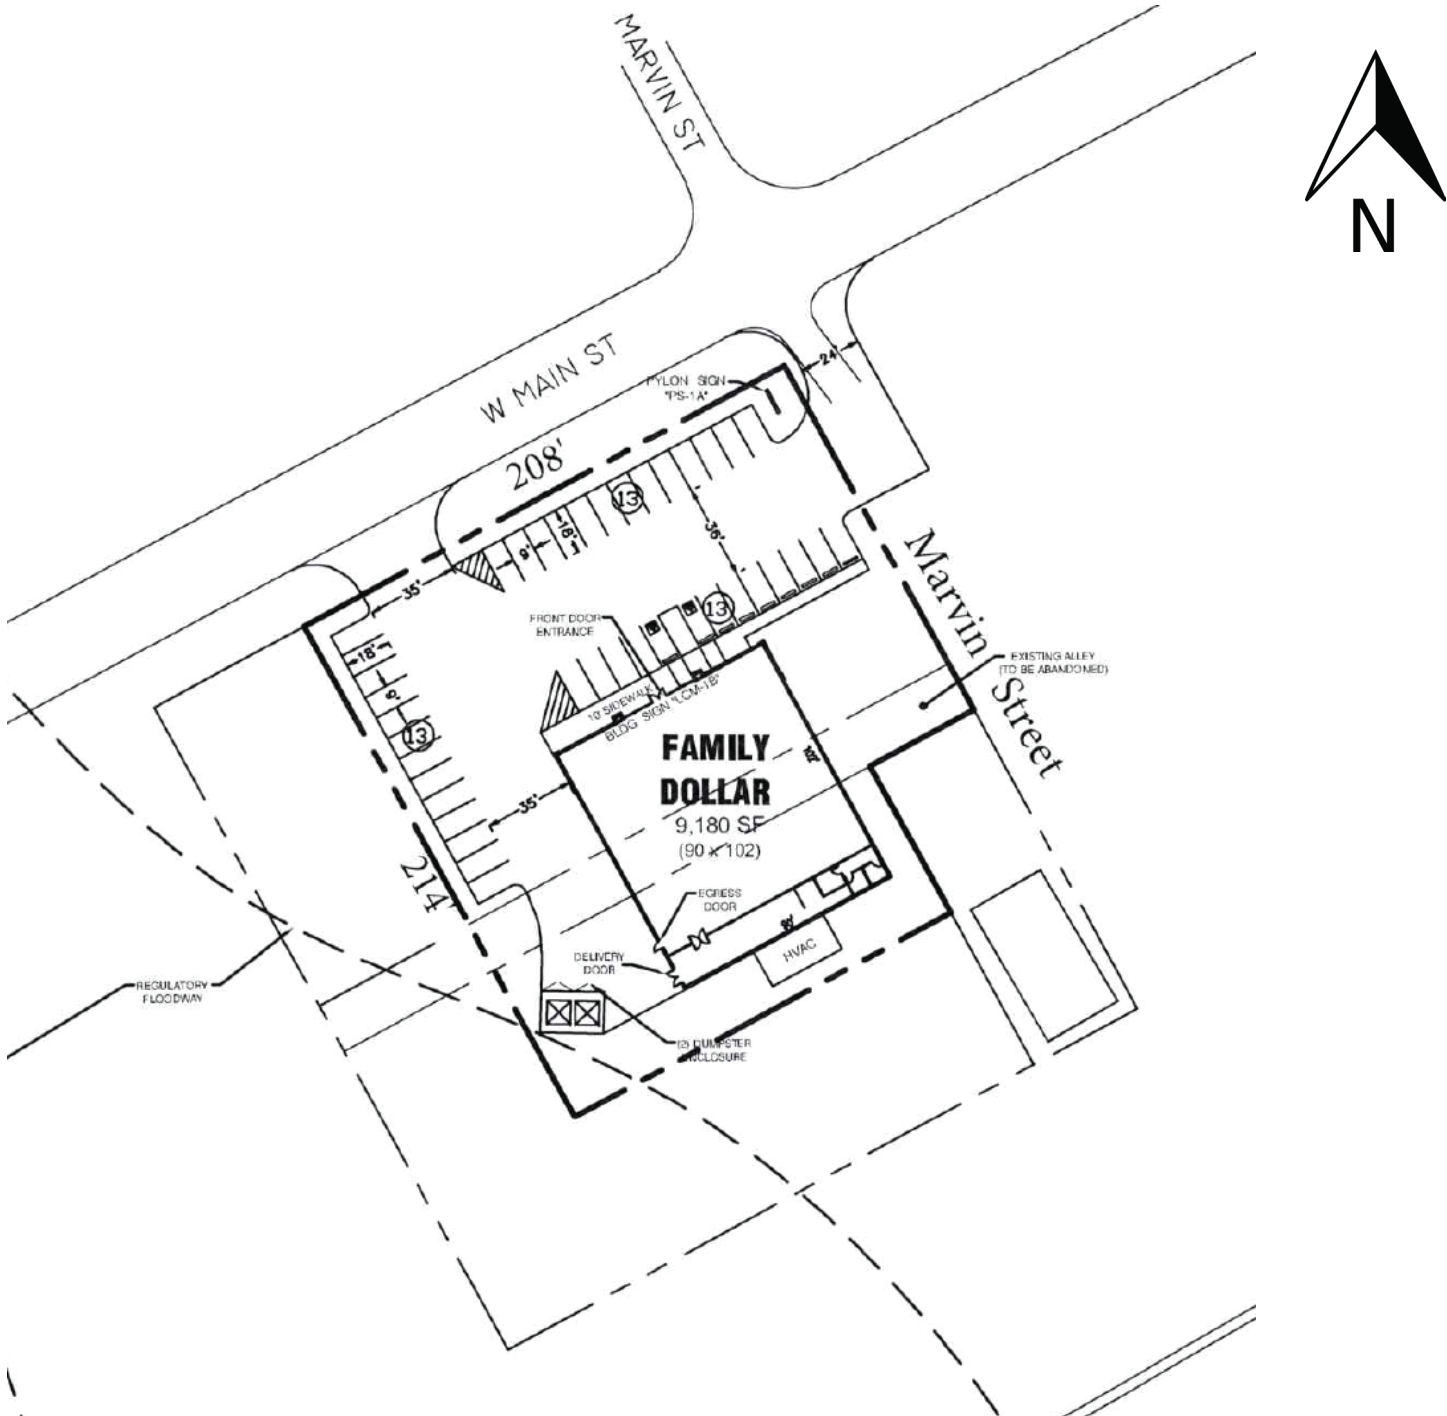 MARVIN ST
N
W MAIN ST
24'
PYLON SIGN
"PS-1A"
208'
13
18'
9'
36'
35'
FRONT DOOR
ENTRANCE
13
18'
9'
13
10' SIDEWALK
BLDG SIGN "LCM-1B"
Marvin Street
EXISTING ALLEY
(TO BE ABANDONED)
FAMILY
DOLLAR
9,180 SF
(90 x 102)
102'
35'
214'
EGRESS
DOOR
90'
HVAC
DELIVERY
DOOR
REGULATORY
FLOODWAY
(2) DUMPSTER
ENCLOSURE